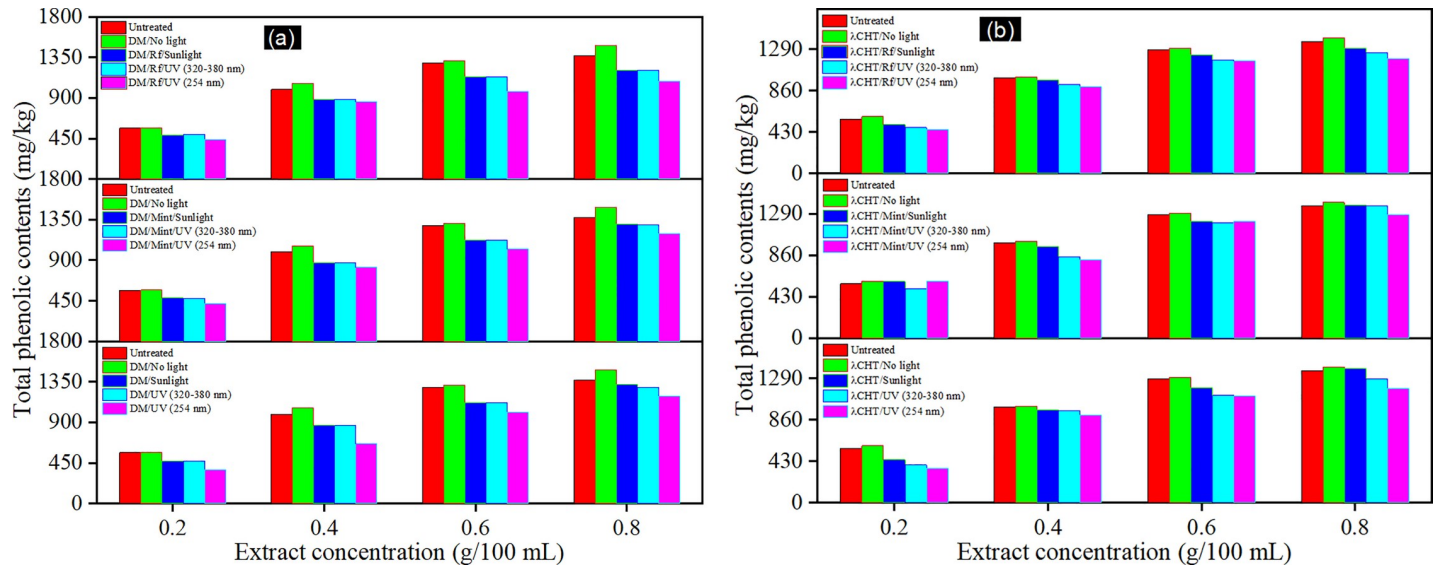 (a)
Total phenolic contents (mg/kg)
1800
1350
900
450
1800
Untreated
DM/No light
DM/Rf/Sunlight
DM/Rf/UV (320-380 nm)
DM/Rf/UV (254 nm)
1350
900
450
1800
Untreated
DM/No light
DM/Mint/Sunlight
DM/Mint/UV (320-380 nm)
DM/Mint/UV (254 nm)
1350
900
450
0
Untreated
DM/No light
DM/Sunlight
DM/UV (320-380 nm)
DM/UV (254 nm)
0.2
0.4
0.6
0.8
Extract concentration (g/100 mL)
(b)
Total phenolic contents (mg/kg)
1290
860
430
0
Untreated
λCHT/No light
λCHT/Rf/Sunlight
λCHT/Rf/UV (320-380 nm)
λCHT/Rf/UV (254 nm)
1290
860
430
0
Untreated
λCHT/No light
λCHT/Mint/Sunlight
λCHT/Mint/UV (320-380 nm)
λCHT/Mint/UV (254 nm)
1290
860
430
0
Untreated
λCHT/No light
λCHT/Sunlight
λCHT/UV (320-380 nm)
λCHT/UV (254 nm)
0.2
0.4
0.6
0.8
Extract concentration (g/100 mL)